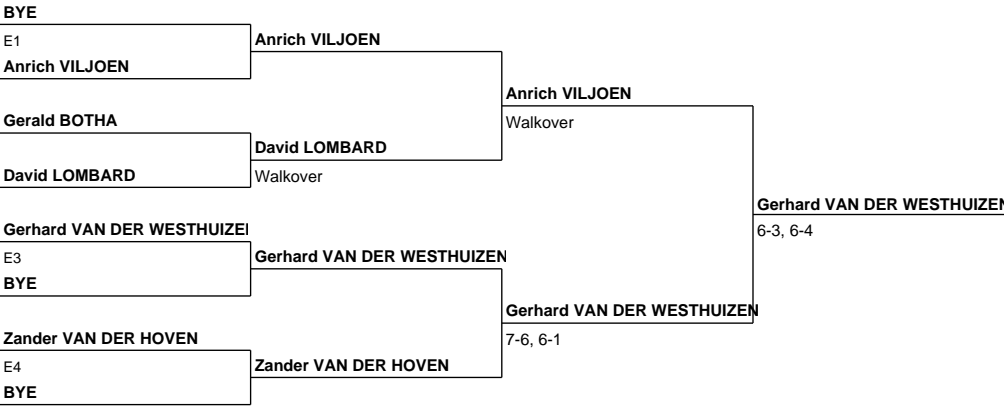 BYE
E1
Anrich VILJOEN
Anrich VILJOEN
Anrich VILJOEN
Walkover
Gerald BOTHA
David LOMBARD
David LOMBARD
Walkover
Gerhard VAN DER WESTHUIZEN
6-3, 6-4
Gerhard VAN DER WESTHUIZE
E3
BYE
Gerhard VAN DER WESTHUIZEN
Gerhard VAN DER WESTHUIZEN
7-6, 6-1
Zander VAN DER HOVEN
E4
BYE
Zander VAN DER HOVEN